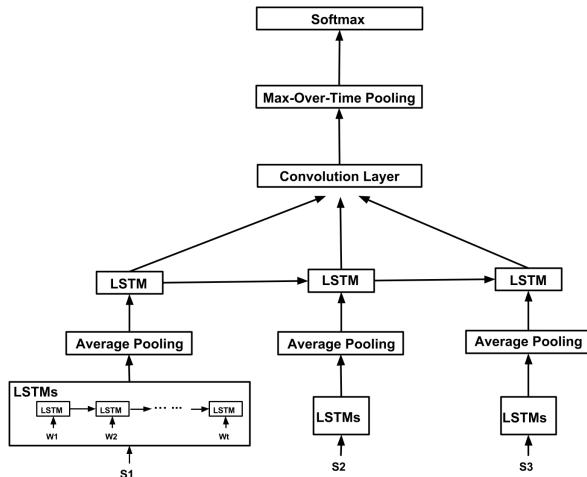 Softmax
Max-Over-Time Pooling
Convolution Layer
LSTM LSTM LSTM
Average Pooling Average Pooling Average Pooling
LSTMs
LSTM LSTM ... ... LSTM
W1 W2 Wt
LSTMs LSTMs
S1 S2 S3